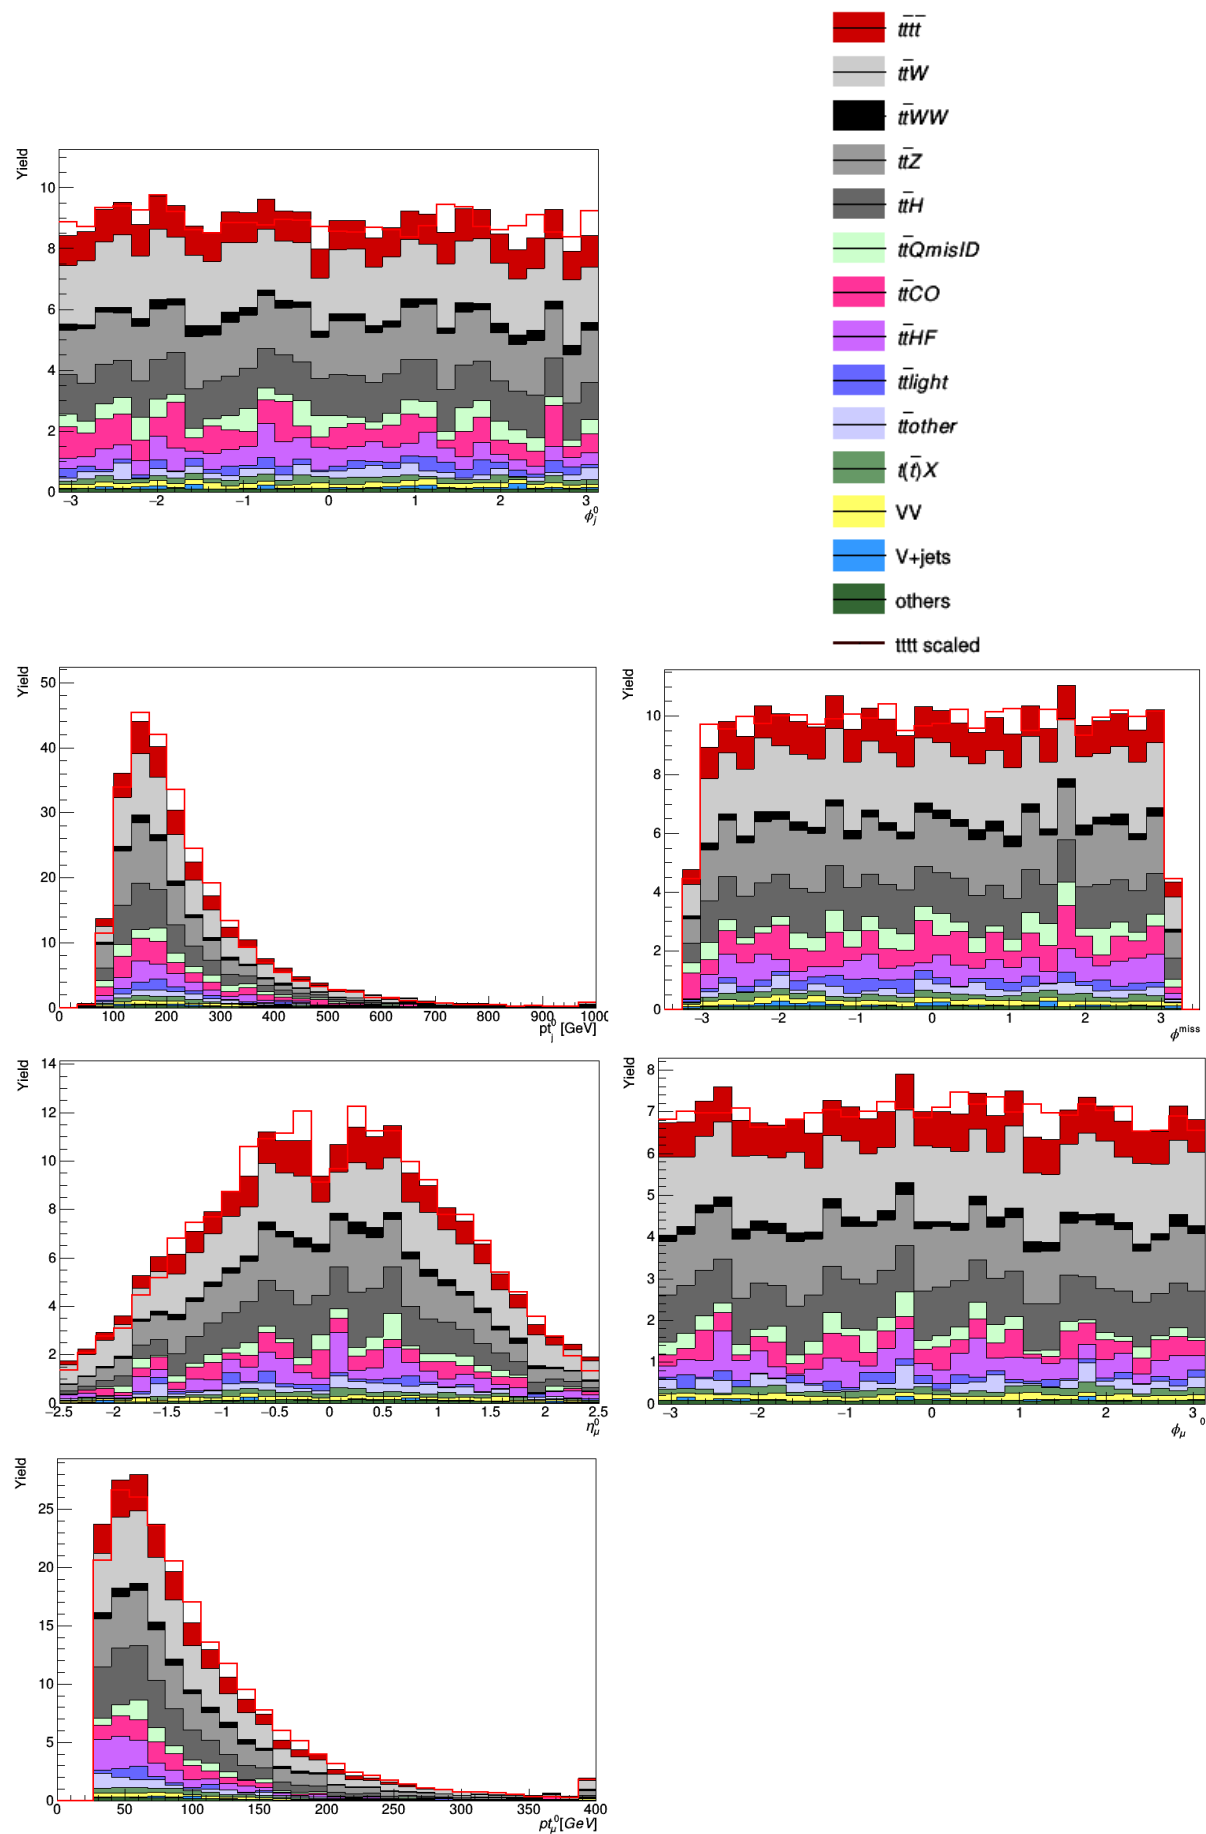 tt̄tt̄
tt̄W
tt̄WW
tt̄Z
tt̄H
tt̄QmisID
tt̄CO
tt̄HF
tt̄light
tt̄other
t(t̄)X
VV
V+jets
others
tttt scaled
Yield
10
8
6
4
2
0
−3 −2 −1 0 1 2 3
ϕ⁰ⱼ
Yield
50
40
30
20
10
0
0 100 200 300 400 500 600 700 800 900 1000
pt⁰ⱼ [GeV]
Yield
10
8
6
4
2
0
−3 −2 −1 0 1 2 3
ϕᵐⁱˢˢ
Yield
14
12
10
8
6
4
2
0
−2.5 −2 −1.5 −1 −0.5 0 0.5 1 1.5 2 2.5
η⁰μ
Yield
8
7
6
5
4
3
2
1
0
−3 −2 −1 0 1 2 3
ϕμ 0
Yield
25
20
15
10
5
0
0 50 100 150 200 250 300 350 400
pt⁰μ[GeV]